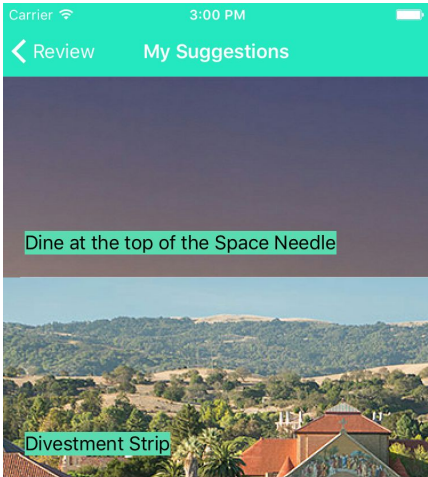 Carrier 3:00 PM
Review My Suggestions
Dine at the top of the Space Needle
Divestment Strip